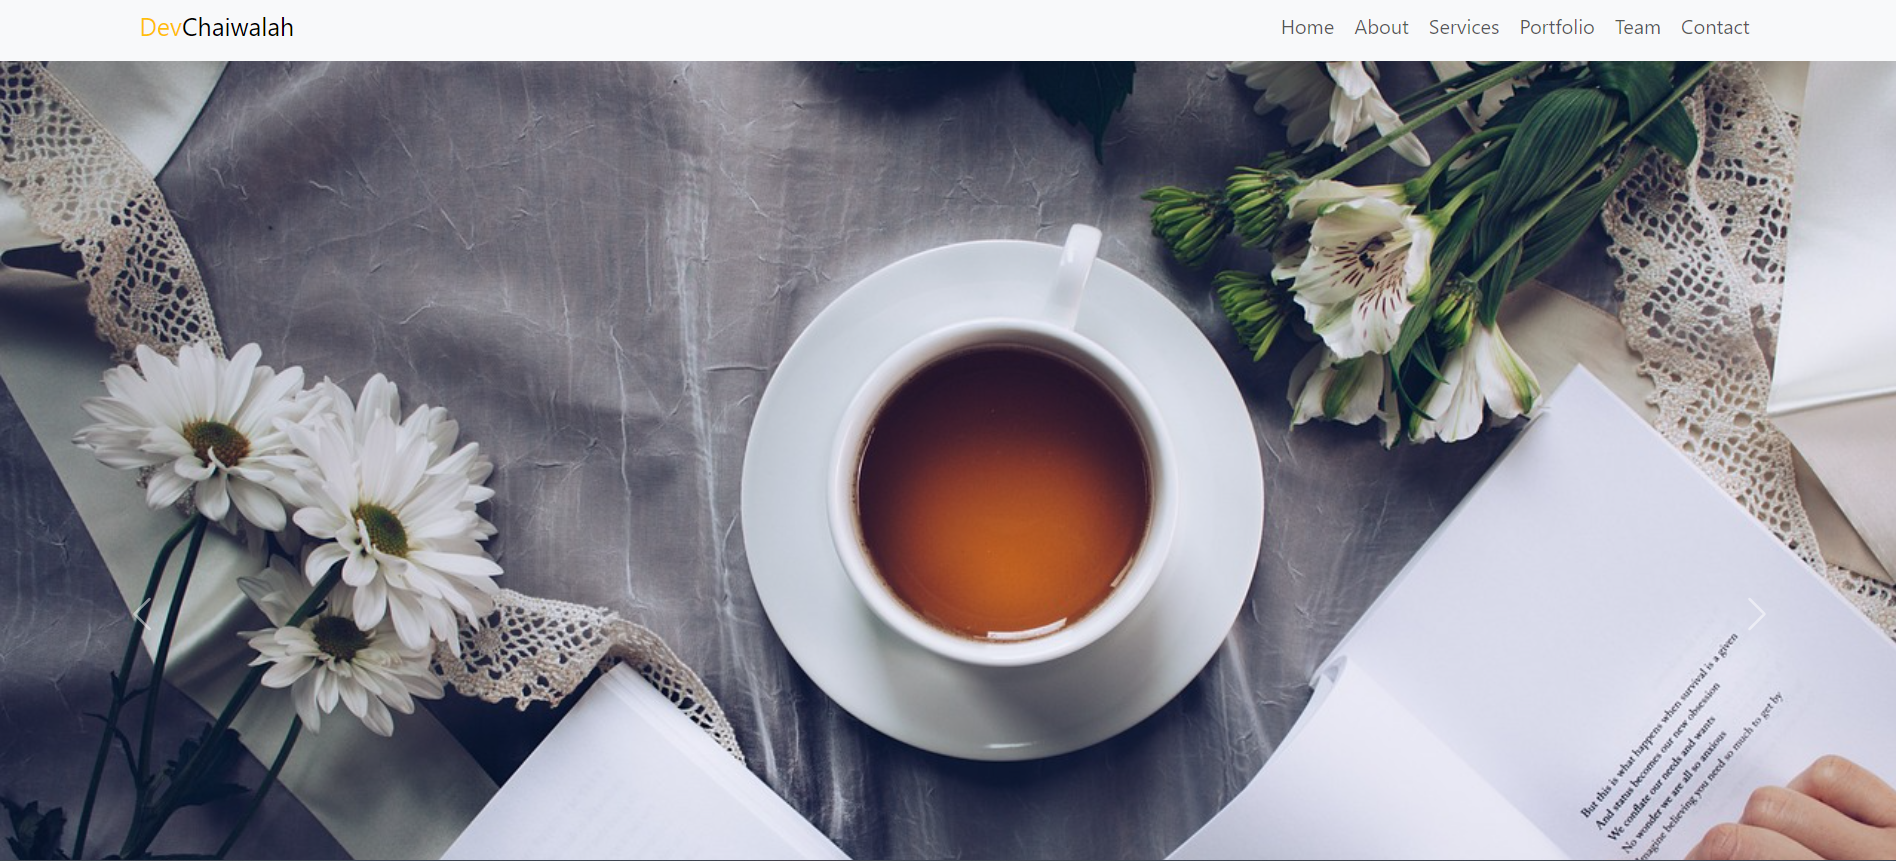 DevChaiwalah
Home About Services Portfolio Team Contact
But this is what happens when survival is a given
And status becomes our new obsession
We conflate our needs and wants
No wonder we are all so anxious
Imagine believing you need so much to get by